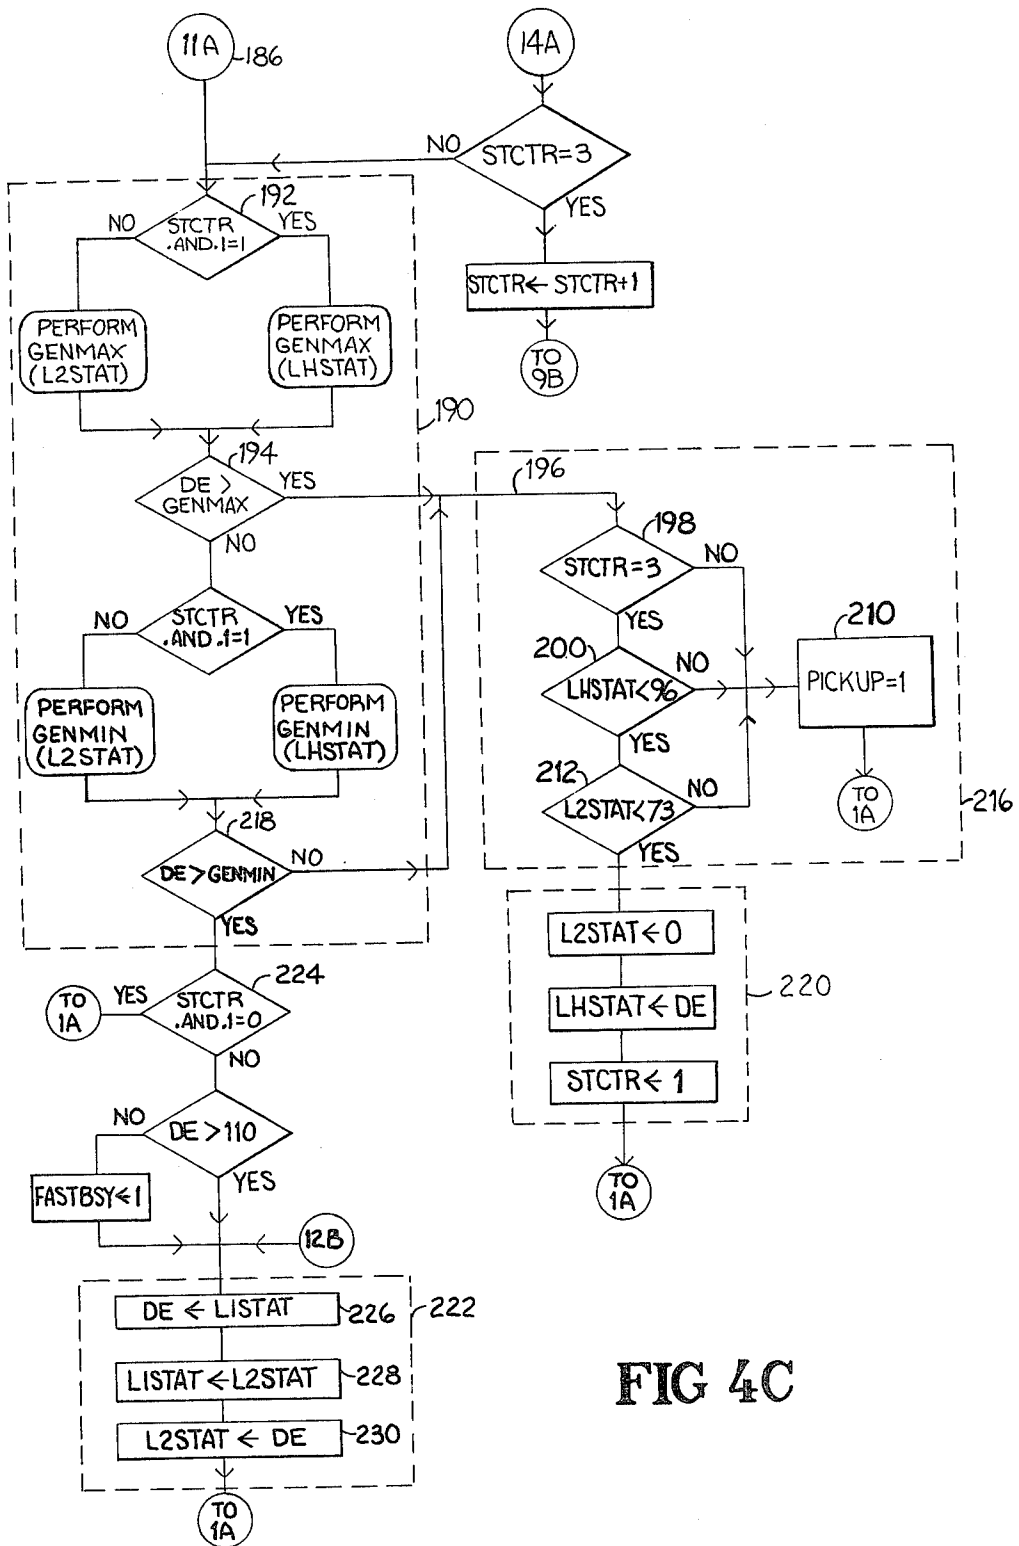 11A
186
14A
NO
STCTR=3
YES
192
NO
STCTR
.AND.1=1
YES
STCTR← STCTR+1
PERFORM
GENMAX
(L2STAT)
PERFORM
GENMAX
(LHSTAT)
TO
9B
190
194
DE >
GENMAX
YES
NO
196
198
STCTR=3
NO
YES
NO
STCTR
.AND.1=1
YES
200
LHSTAT<96
NO
YES
210
PICKUP=1
PERFORM
GENMIN
(L2STAT)
PERFORM
GENMIN
(LHSTAT)
212
L2STAT<73
NO
YES
TO
1A
216
218
DE>GENMIN
NO
YES
L2STAT←0
LHSTAT←DE
STCTR← 1
220
TO
1A
224
TO
1A
YES
STCTR
.AND.1=0
NO
NO
DE>110
YES
FASTBSY←1
12B
TO
1A
222
DE ← LISTAT
226
LISTAT←L2STAT
228
L2STAT ← DE
230
TO
1A
FIG 4C